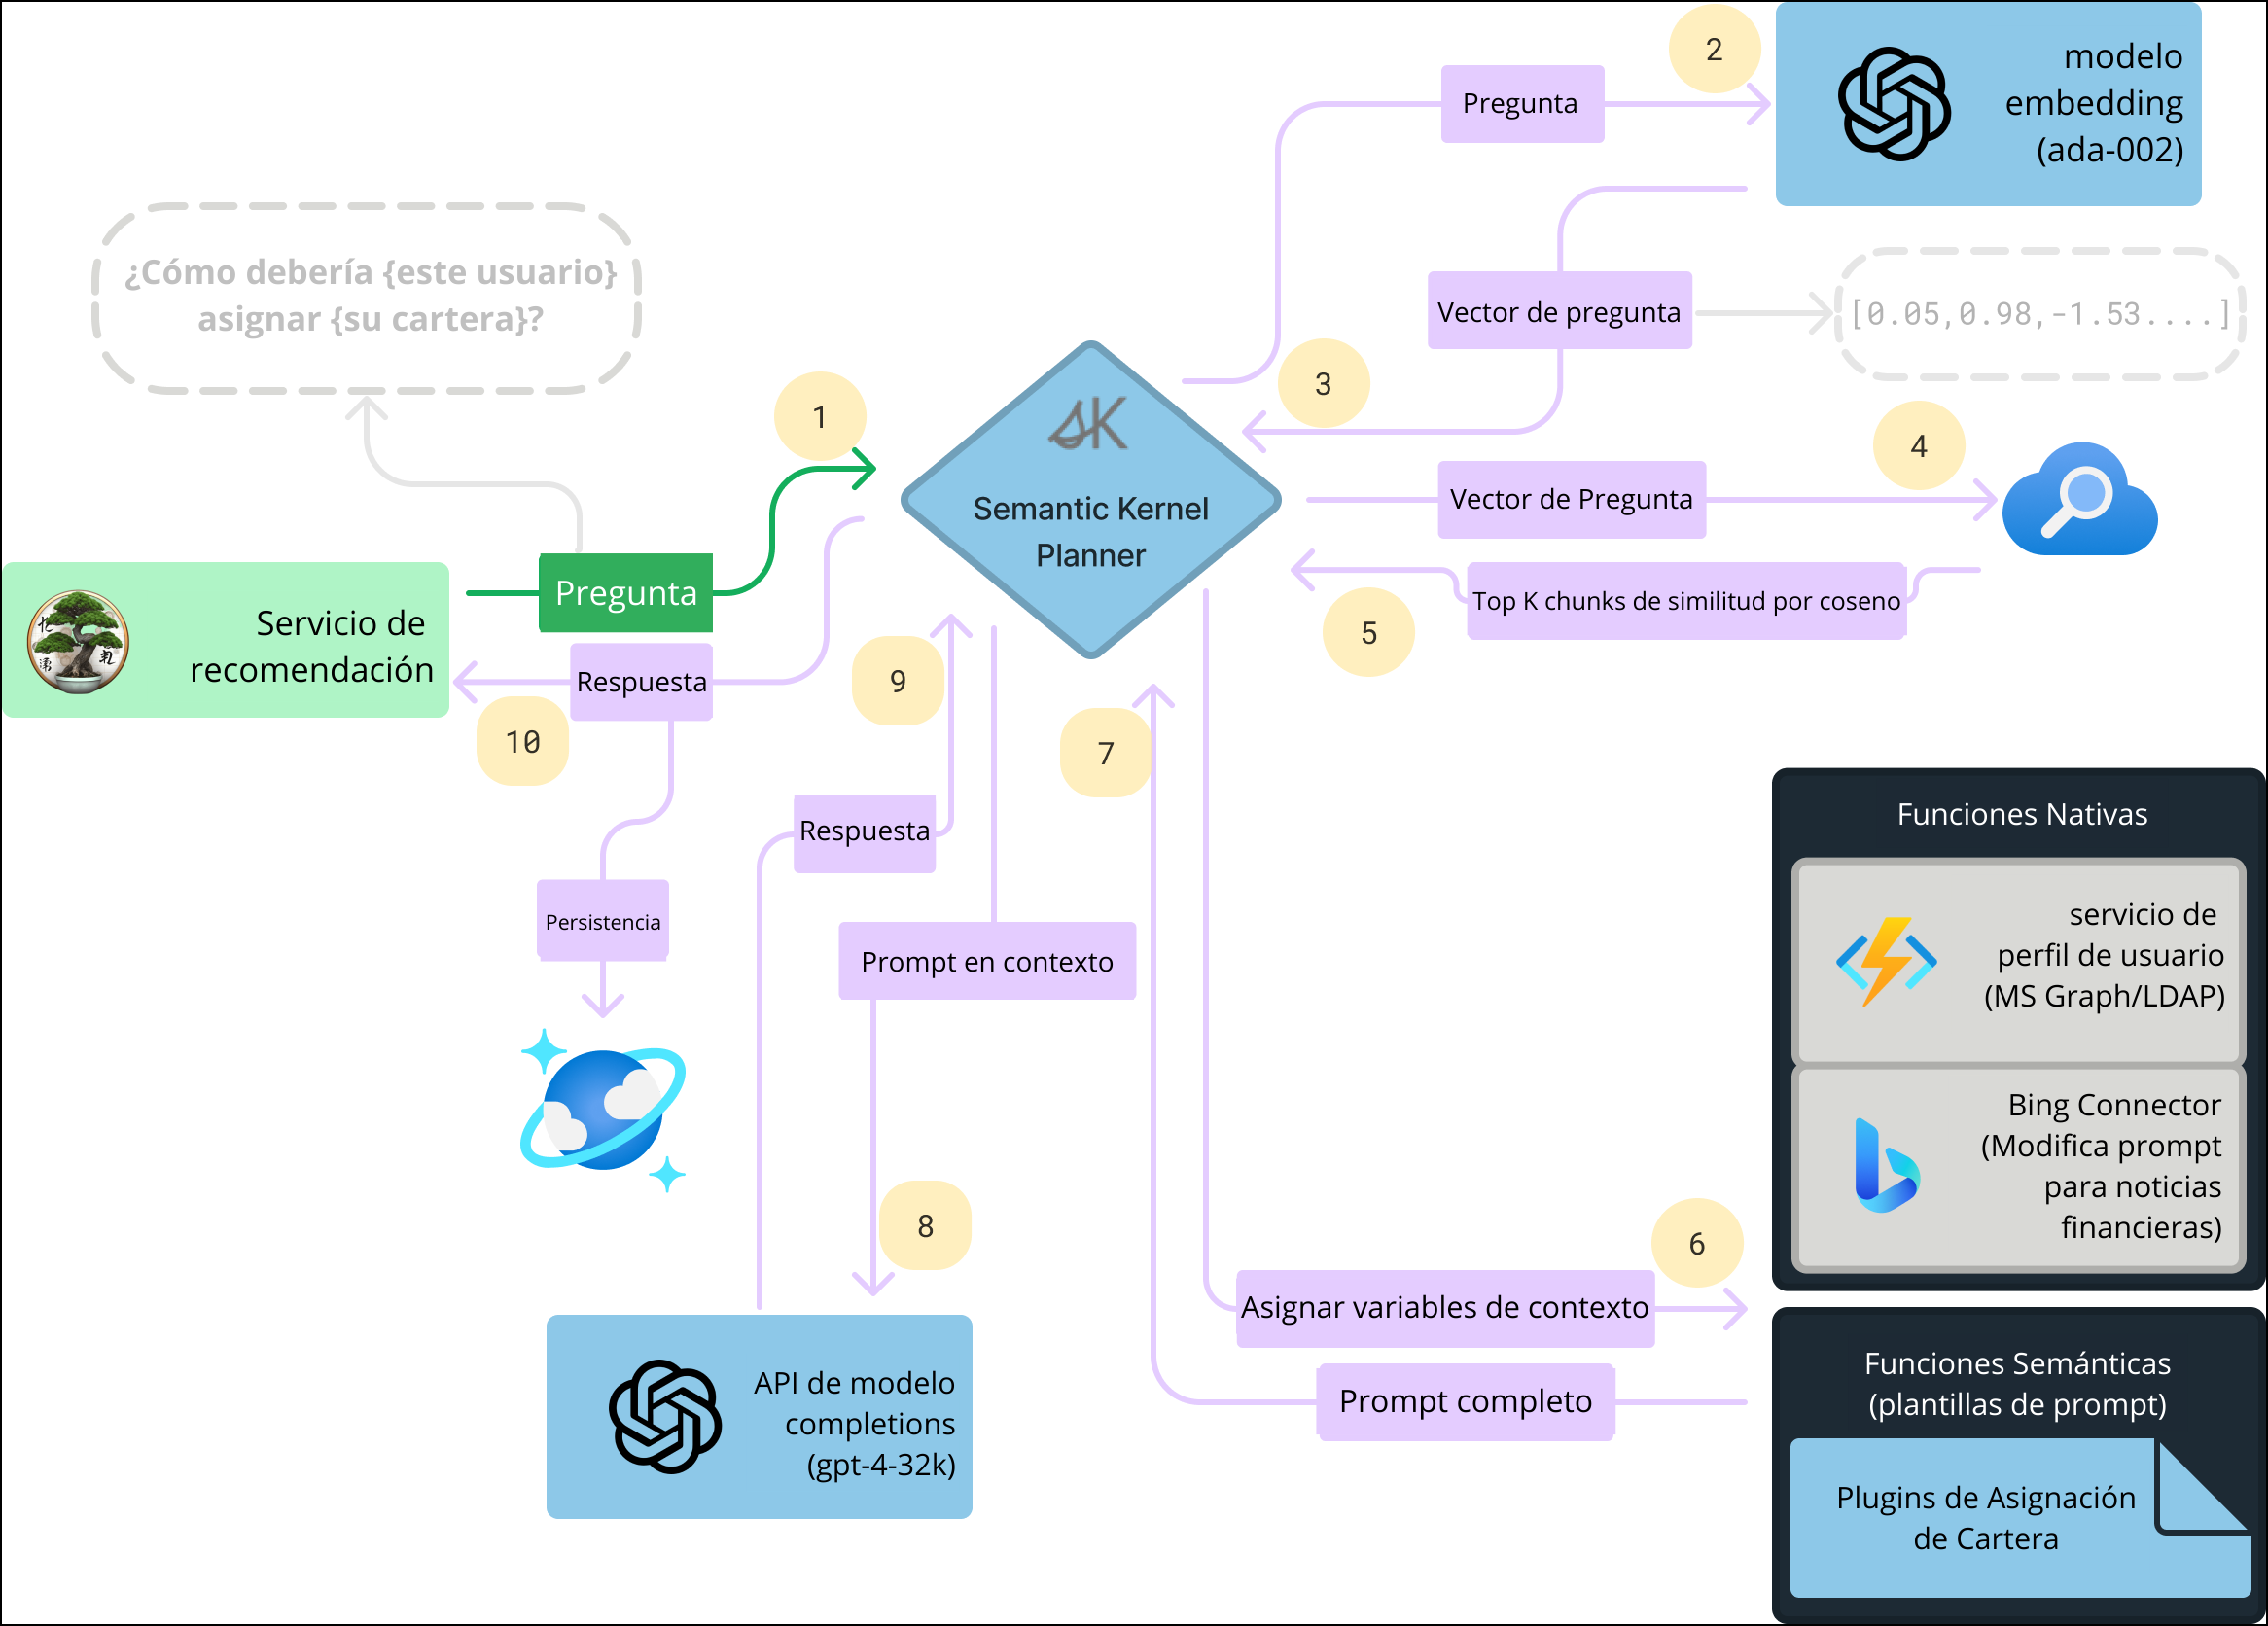 2
modelo
embedding
(ada-002)
Pregunta
¿Cómo debería {este usuario}
asignar {su cartera}?
Vector de pregunta
[0.05,0.98,-1.53....]
3
1
4
SK
Semantic Kernel
Planner
Vector de Pregunta
Pregunta
Top K chunks de similitud por coseno
5
Servicio de
recomendación
Respuesta
9
10
7
Respuesta
Funciones Nativas
Persistencia
servicio de
perfil de usuario
(MS Graph/LDAP)
Prompt en contexto
Bing Connector
(Modifica prompt
para noticias
financieras)
8
6
Asignar variables de contexto
Prompt completo
API de modelo
completions
(gpt-4-32k)
Funciones Semánticas
(plantillas de prompt)
Plugins de Asignación
de Cartera